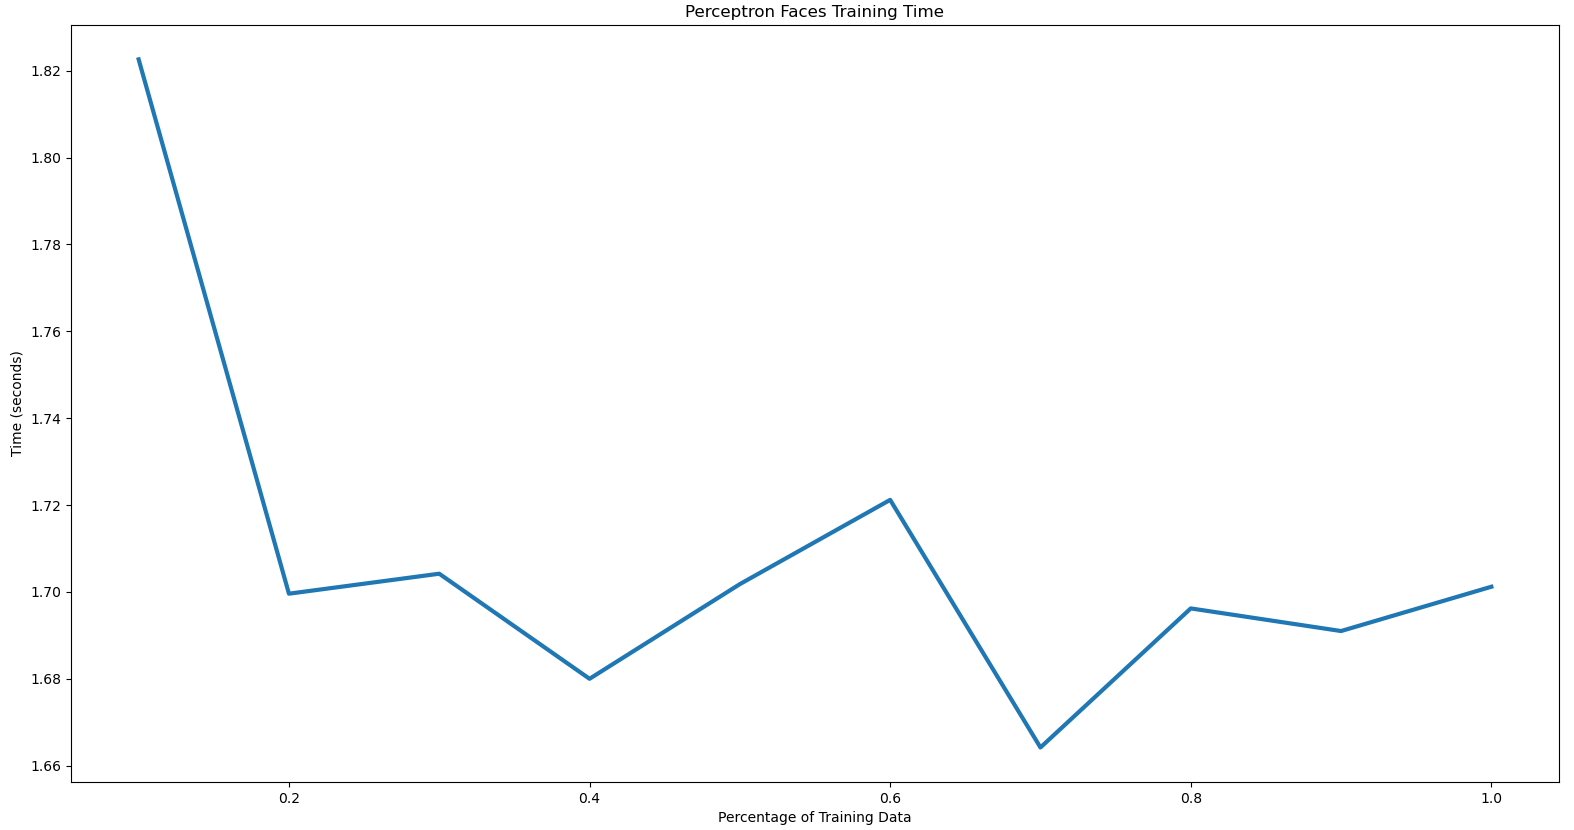 Perceptron Faces Training Time
1.82
1.80
1.78
1.76
1.74
1.72
1.70
1.68
1.66
Time (seconds)
0.2 0.4 0.6 0.8 1.0
Percentage of Training Data